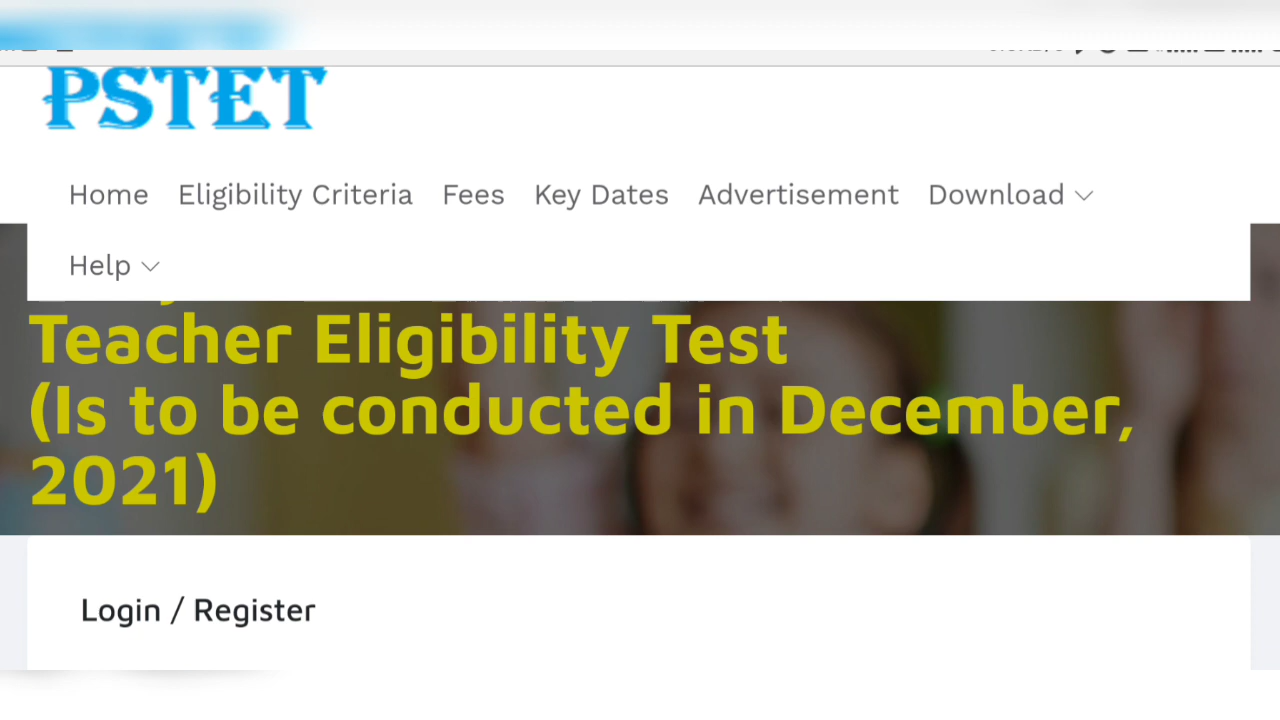 PSTET
Home Eligibility Criteria Fees Key Dates Advertisement Download
Help
Teacher Eligibility Test
(Is to be conducted in December,
2021)
Login / Register